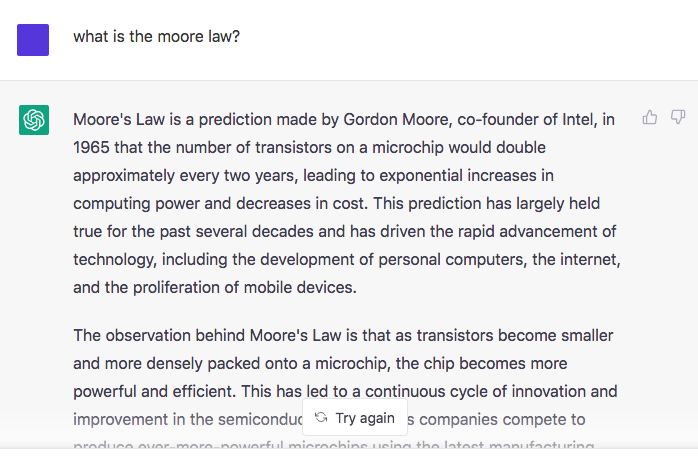 what is the moore law?
Moore's Law is a prediction made by Gordon Moore, co-founder of Intel, in
1965 that the number of transistors on a microchip would double
approximately every two years, leading to exponential increases in
computing power and decreases in cost. This prediction has largely held
true for the past several decades and has driven the rapid advancement of
technology, including the development of personal computers, the internet,
and the proliferation of mobile devices.
The observation behind Moore's Law is that as transistors become smaller
and more densely packed onto a microchip, the chip becomes more
powerful and efficient. This has led to a continuous cycle of innovation and
improvement in the semiconduc Try again s companies compete to
produce ever-more-powerful microchips using the latest manufacturing